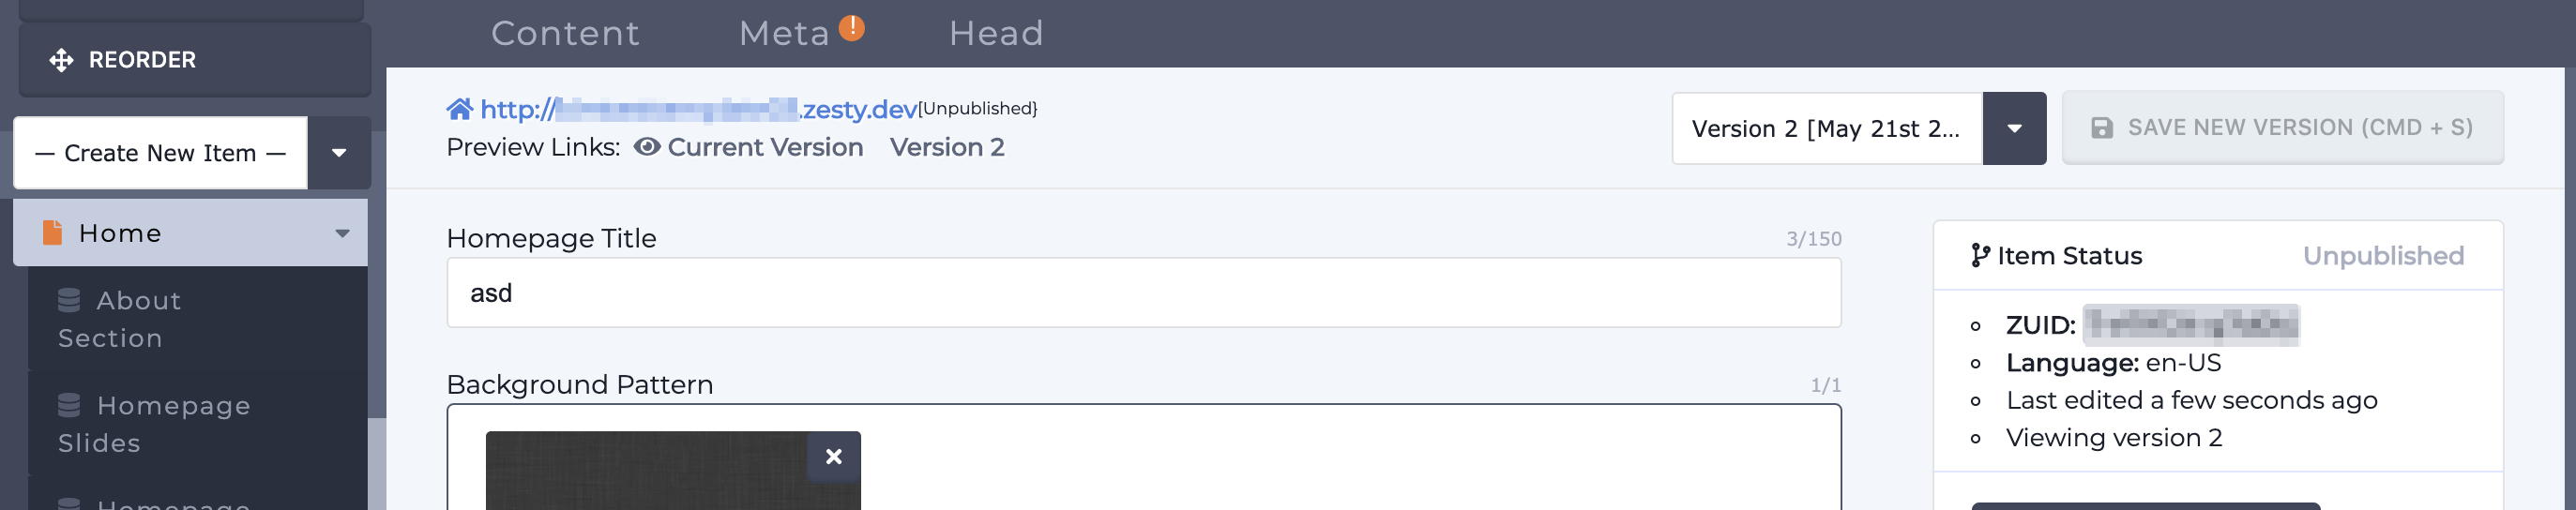 REORDER
— Create New Item —
Home
About
Section
Homepage
Slides
Homepage
Content
Meta !
Head
http://
.zesty.dev[Unpublished}
Preview Links: Current Version Version 2
Version 2 [May 21st 2...
SAVE NEW VERSION (CMD + S)
Homepage Title
3/150
asd
Background Pattern
1/1
Item Status
Unpublished
ZUID:
Language: en-US
Last edited a few seconds ago
Viewing version 2